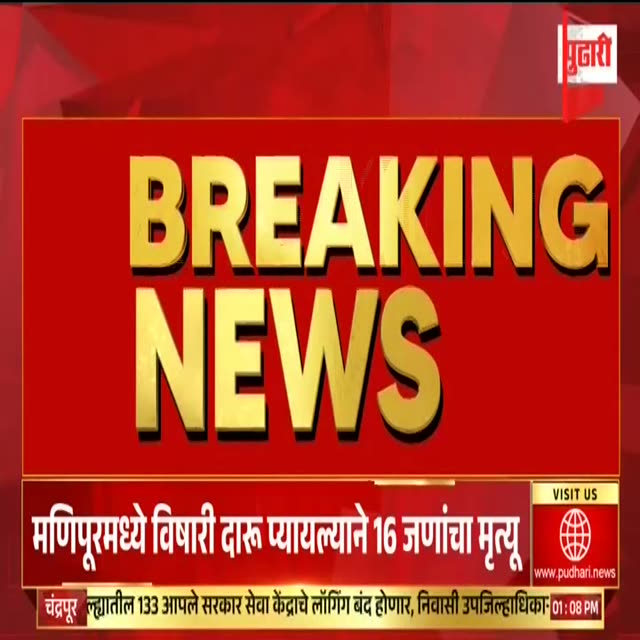 पुढारी
BREAKING
NEWS
मणिपूरमध्ये विषारी दारू प्यायल्याने 16 जणांचा मृत्यू
VISIT US
www.pudhari.news
चंद्रपूर
ल्ह्यातील 133 आपले सरकार सेवा केंद्राचे लॉगिंग बंद होणार, निवासी उपजिल्हाधिका-
01:08 PM